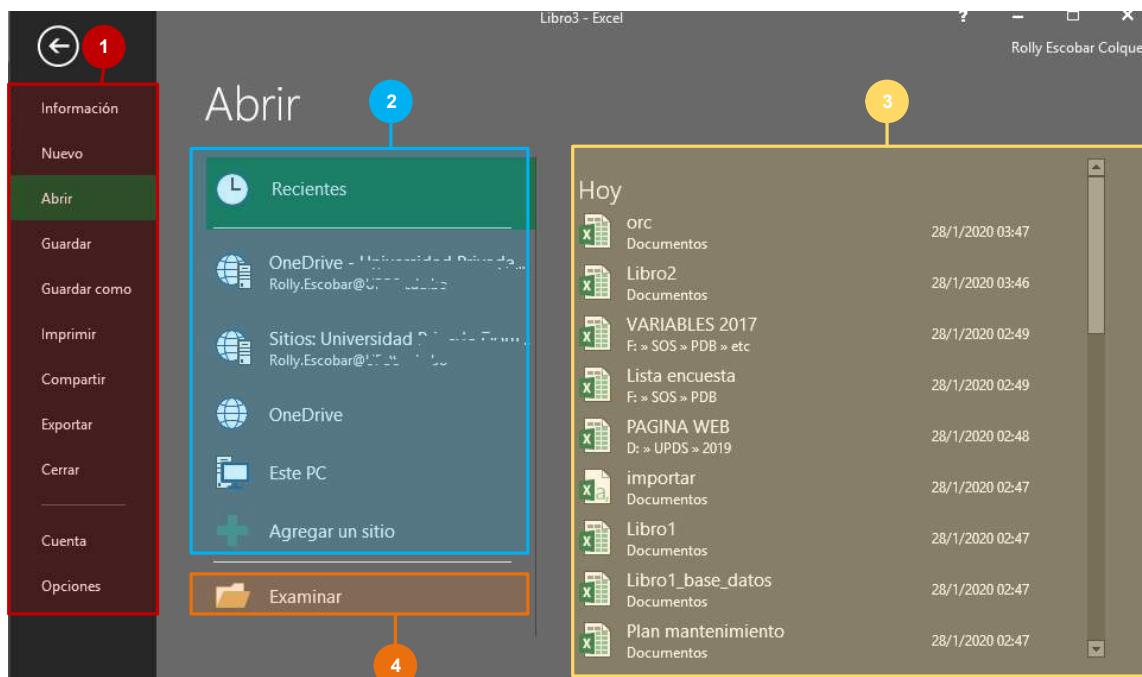 Libro3 - Excel
?
Rolly Escobar Colque
1
Información
Nuevo
Abrir
Guardar
Guardar como
Imprimir
Compartir
Exportar
Cerrar
Cuenta
Opciones
Abrir
2
Recientes
OneDrive -
Rolly.Escobar@
Sitios: Universidad
Rolly.Escobar@
OneDrive
Este PC
Agregar un sitio
Examinar
4
3
Hoy
orc
Documentos
28/1/2020 03:47
Libro2
Documentos
28/1/2020 03:46
VARIABLES 2017
F: » SOS » PDB » etc
28/1/2020 02:49
Lista encuesta
F: » SOS » PDB
28/1/2020 02:49
PAGINA WEB
D: » UPDS » 2019
28/1/2020 02:48
importar
Documentos
28/1/2020 02:47
Libro1
Documentos
28/1/2020 02:47
Libro1_base_datos
Documentos
28/1/2020 02:47
Plan mantenimiento
Documentos
28/1/2020 02:47